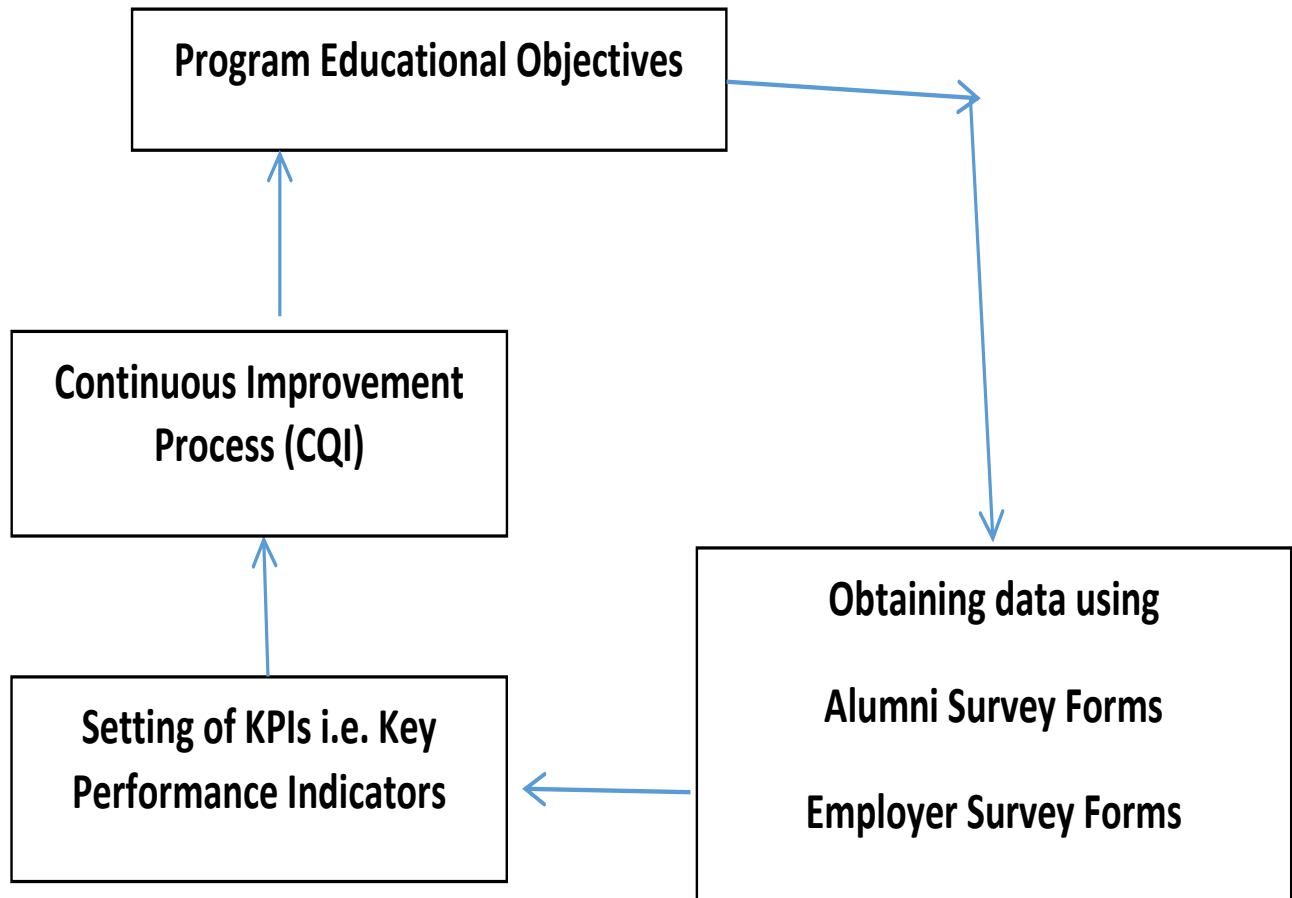 Program Educational Objectives
Continuous Improvement
Process (CQI)
Obtaining data using
Alumni Survey Forms
Employer Survey Forms
Setting of KPIs i.e. Key
Performance Indicators